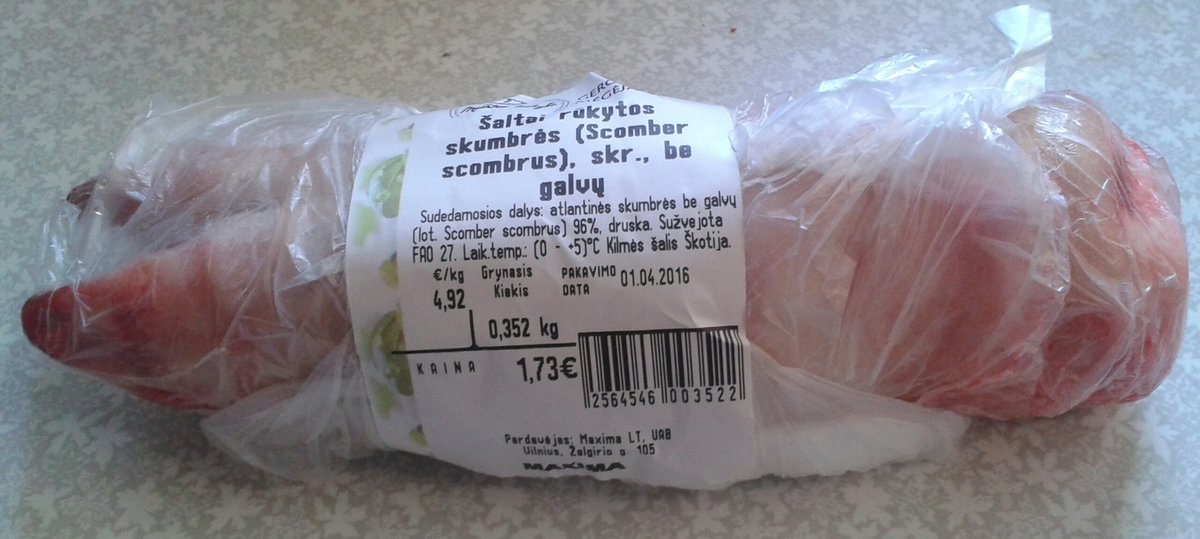 Šaltai rūkytos
skumbrės (Scomber
scombrus), skr., be
galvų
Sudedamosios dalys: atlantinės skumbrės be galvų
(lot. Scomber scombrus) 96%, druska. Sužvejota
FAO 27. Laik.temp.: (0 - +5)°C Kilmės šalis Škotija.
€/kg Grynasis PAKAVIMO 01.04.2016
4,92 Kiekis DATA
0,352 kg
KAINA 1,73€
2564546 003522
Pardavėjas: Maxima LT, UAB
Vilnius, Žalgirio g. 105
MAXIMA